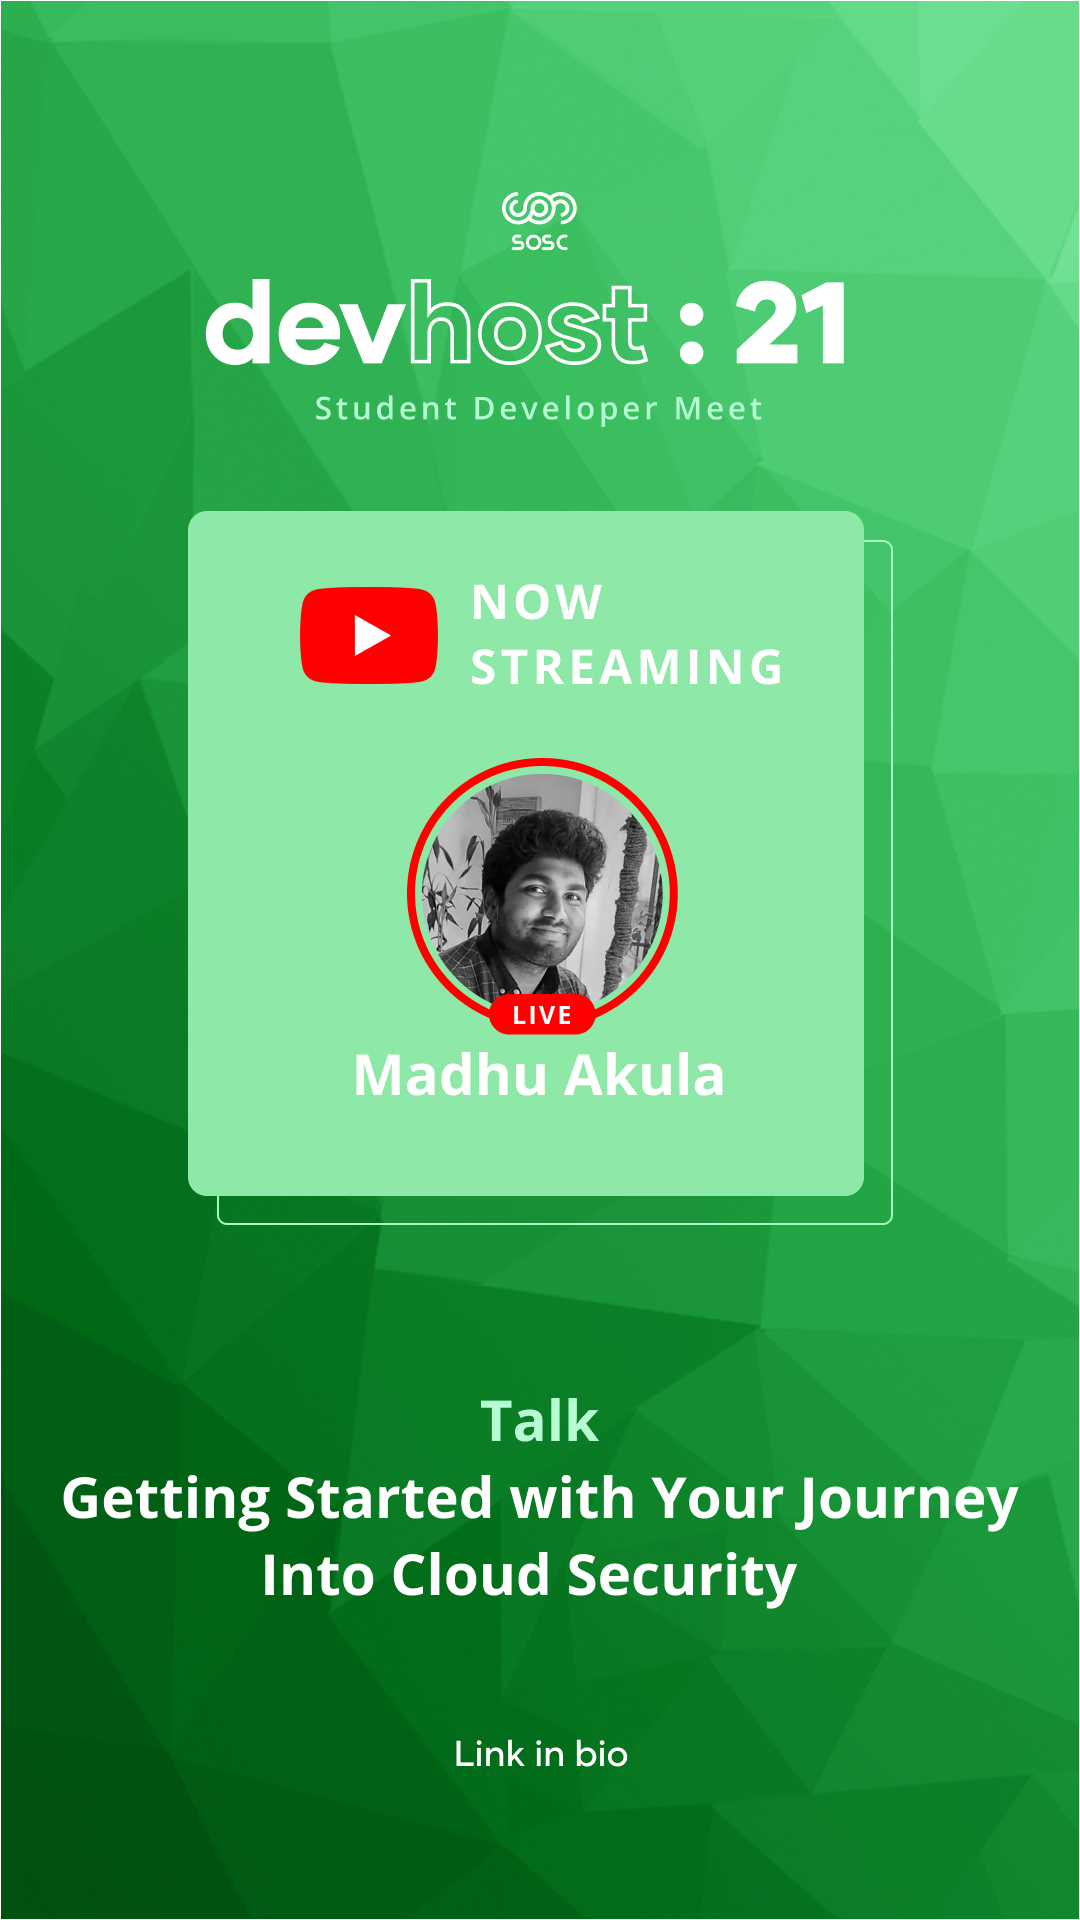 SOSC
devhost : 21
Student Developer Meet
NOW
STREAMING
LIVE
Madhu Akula
Talk
Getting Started with Your Journey
Into Cloud Security
Link in bio